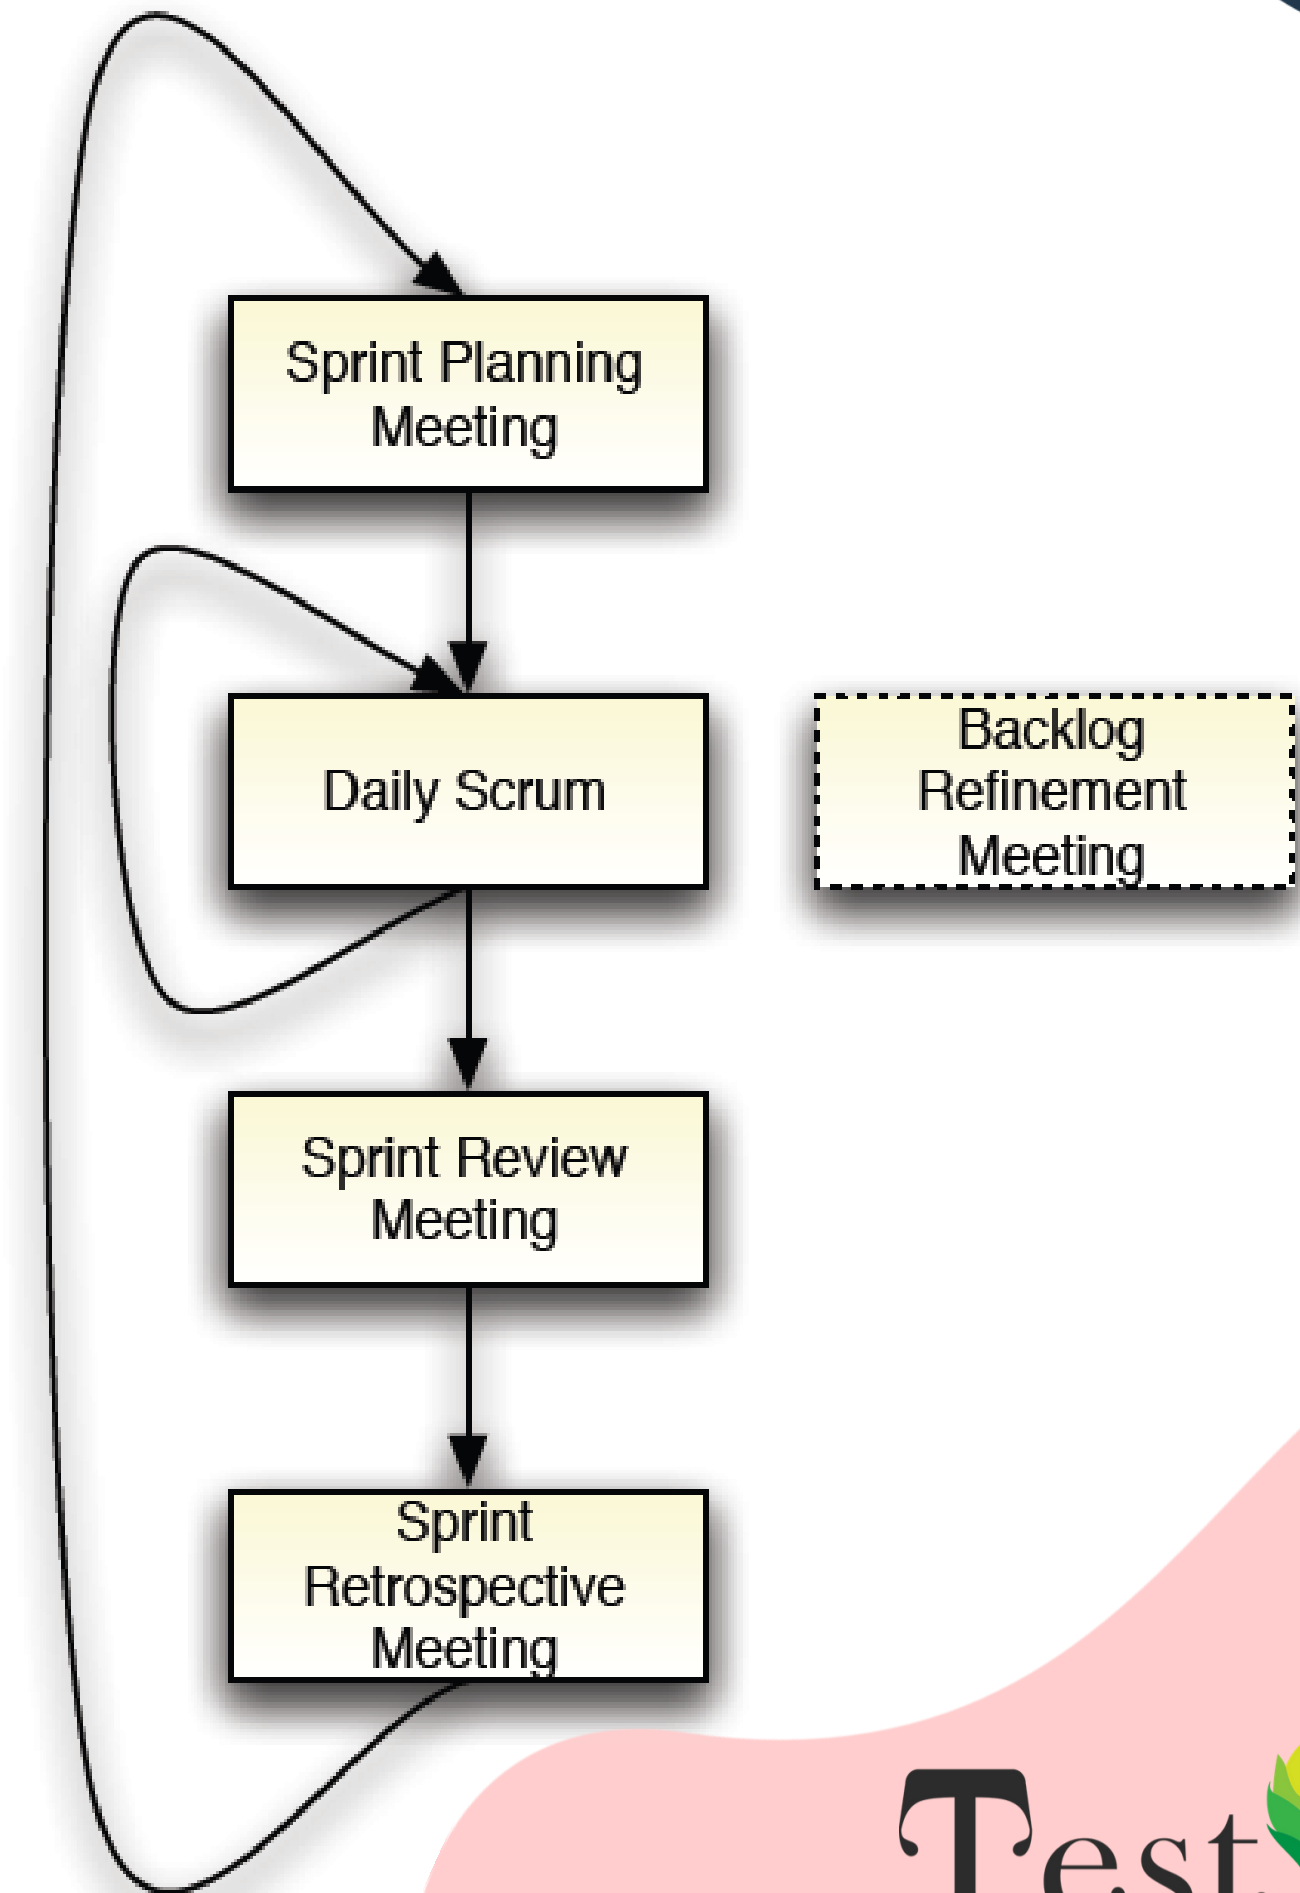 Sprint Planning
Meeting
Daily Scrum
Backlog
Refinement
Meeting
Sprint Review
Meeting
Sprint
Retrospective
Meeting
Test